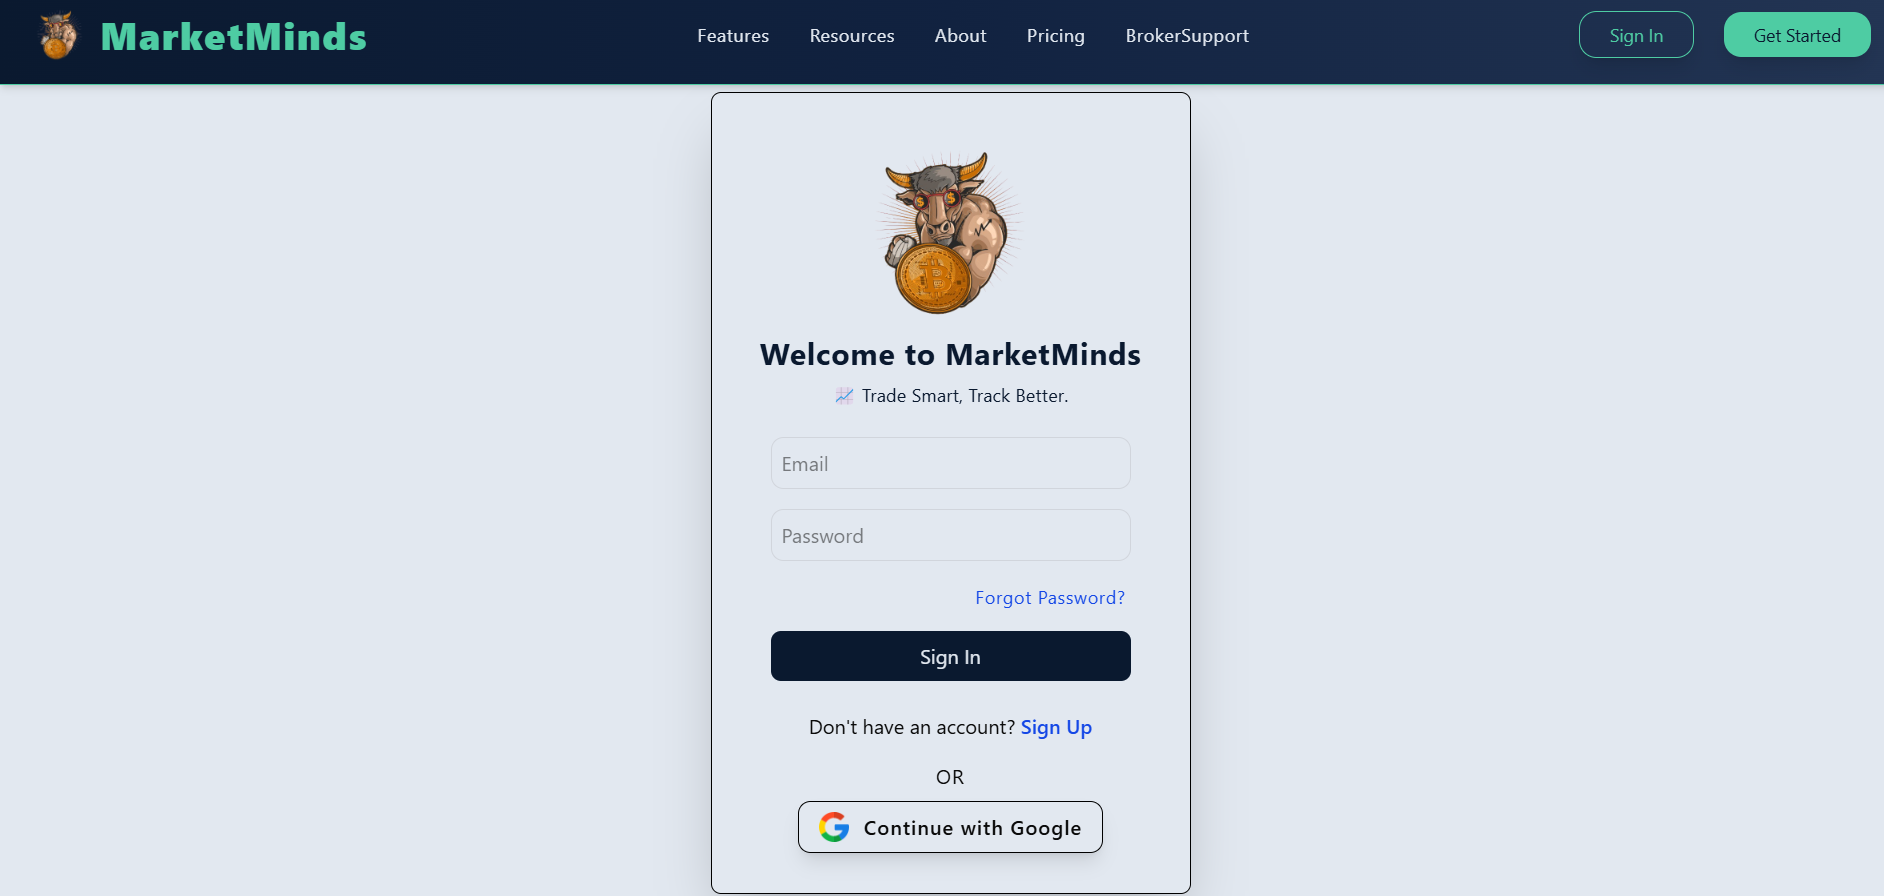 MarketMinds
Features Resources About Pricing BrokerSupport
Sign In Get Started
Welcome to MarketMinds
Trade Smart, Track Better.
Email
Password
Forgot Password?
Sign In
Don't have an account? Sign Up
OR
Continue with Google